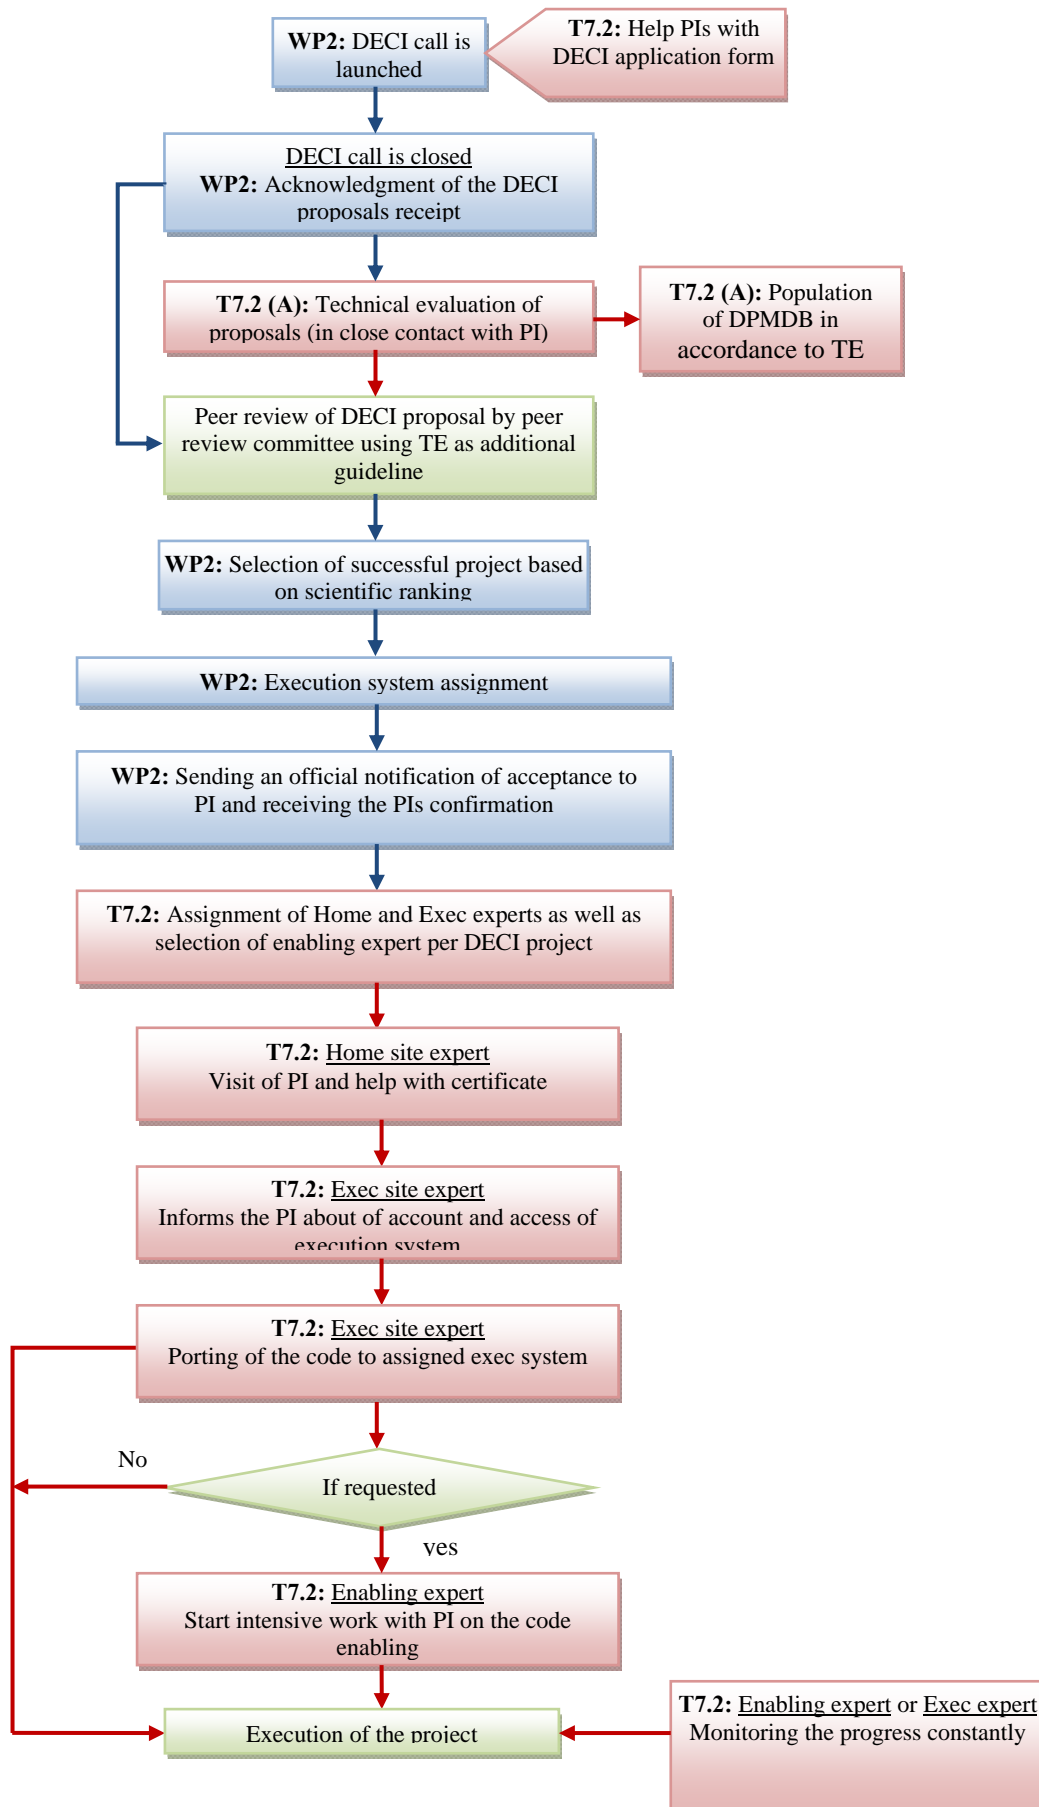 WP2: DECI call is
launched
T7.2: Help PIs with
DECI application form
DECI call is closed
WP2: Acknowledgment of the DECI
proposals receipt
T7.2 (A): Technical evaluation of
proposals (in close contact with PI)
T7.2 (A): Population
of DPMDB in
accordance to TE
Peer review of DECI proposal by peer
review committee using TE as additional
guideline
WP2: Selection of successful project based
on scientific ranking
WP2: Execution system assignment
WP2: Sending an official notification of acceptance to
PI and receiving the PIs confirmation
T7.2: Assignment of Home and Exec experts as well as
selection of enabling expert per DECI project
T7.2: Home site expert
Visit of PI and help with certificate
T7.2: Exec site expert
Informs the PI about of account and access of
execution system
T7.2: Exec site expert
Porting of the code to assigned exec system
No
If requested
yes
T7.2: Enabling expert
Start intensive work with PI on the code
enabling
T7.2: Enabling expert or Exec expert
Monitoring the progress constantly
Execution of the project